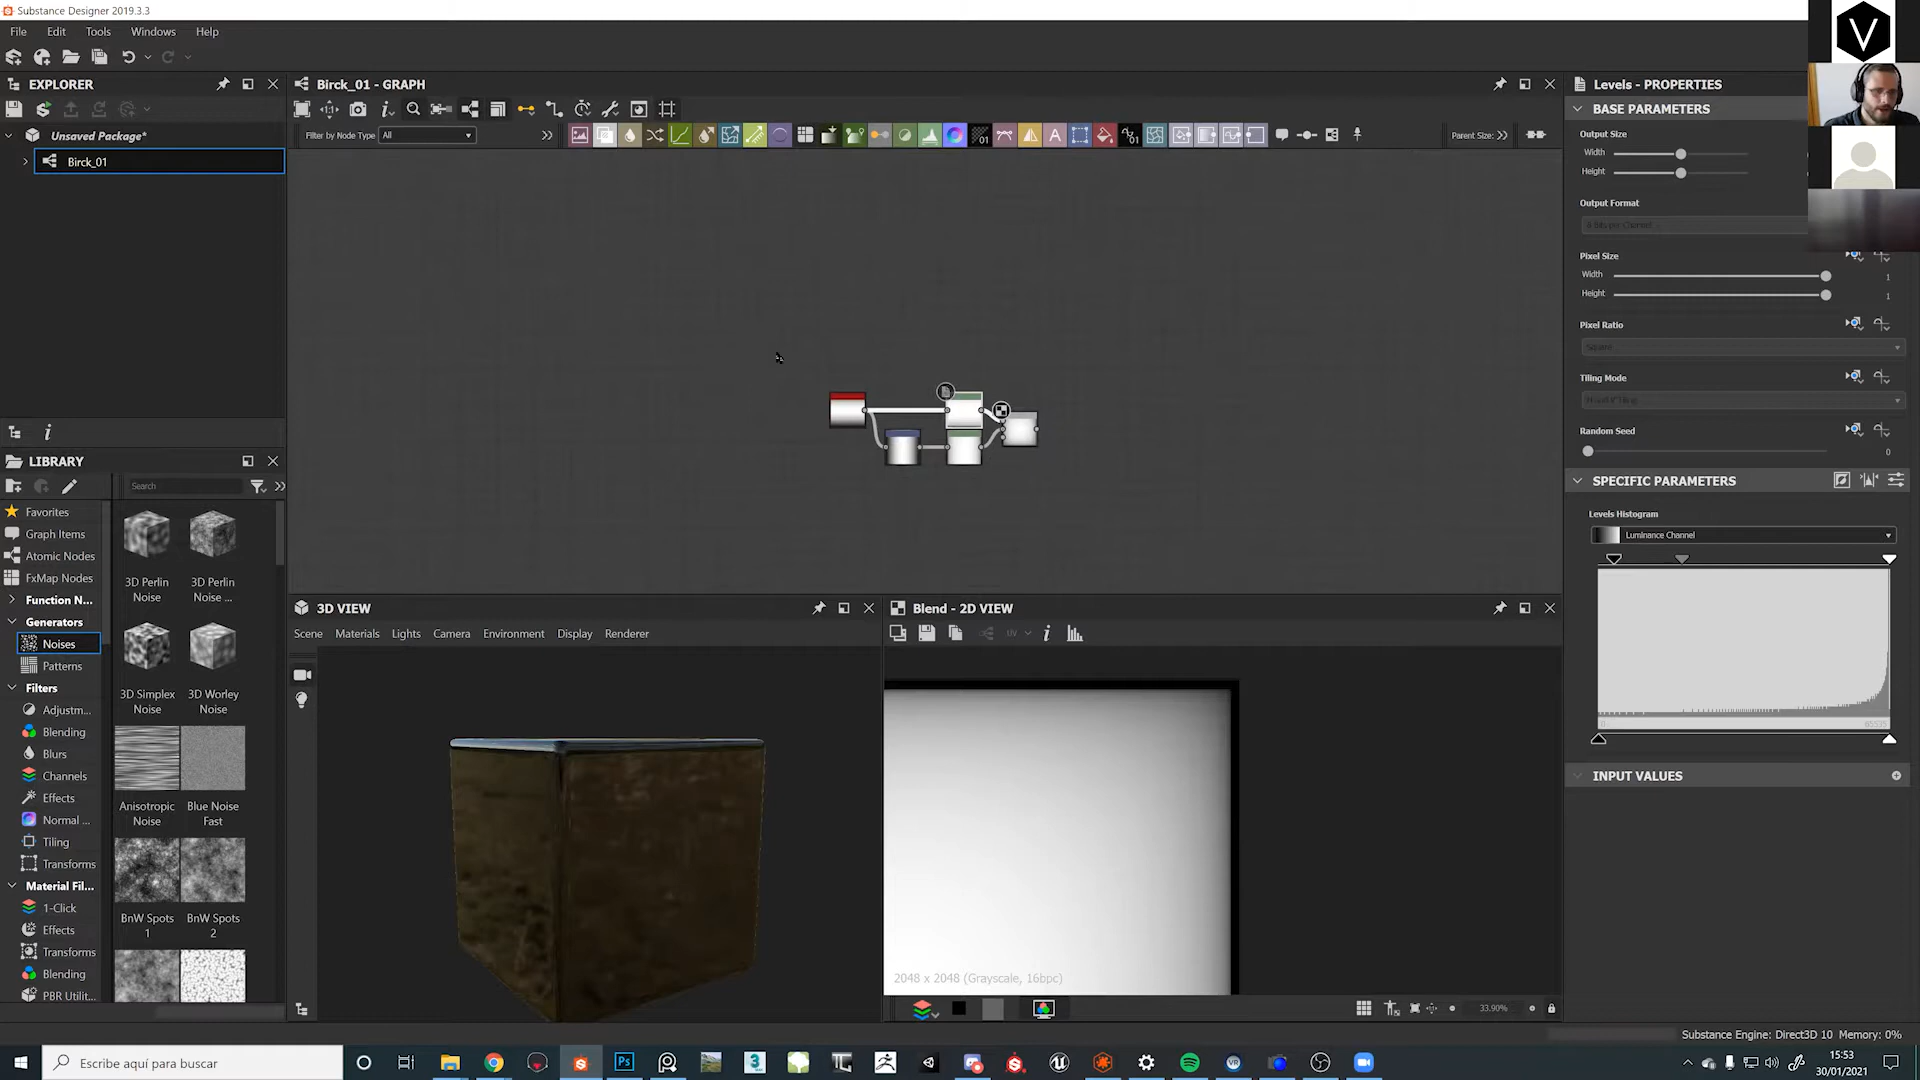 Substance Designer 2019.3.3
File Edit Tools Windows Help
EXPLORER
Unsaved Package*
Birck_01
LIBRARY
Search
Favorites
Graph Items
Atomic Nodes
FxMap Nodes
Function N...
Generators
Noises
Patterns
Filters
Adjustm...
Blending
Blurs
Channels
Effects
Normal ...
Tiling
Transforms
Material Fil...
1-Click
Effects
Transforms
Blending
PBR Utilit...
3D Perlin Noise
3D Perlin Noise ...
3D Simplex Noise
3D Worley Noise
Anisotropic Noise
Blue Noise Fast
BnW Spots 1
BnW Spots 2
Birck_01 - GRAPH
Filter by Node Type All
Parent Size:
3D VIEW
Scene Materials Lights Camera Environment Display Renderer
Blend - 2D VIEW
UV
2048 x 2048 (Grayscale, 16bpc)
33.90%
Levels - PROPERTIES
BASE PARAMETERS
Output Size
Width
Height
Output Format
Pixel Size
Width 1
Height 1
Pixel Ratio
Square
Tiling Mode
Random Seed
0
SPECIFIC PARAMETERS
Levels Histogram
Luminance Channel
0 65535
INPUT VALUES
Substance Engine: Direct3D 10 Memory: 0%
Escribe aquí para buscar
15:53
30/01/2021